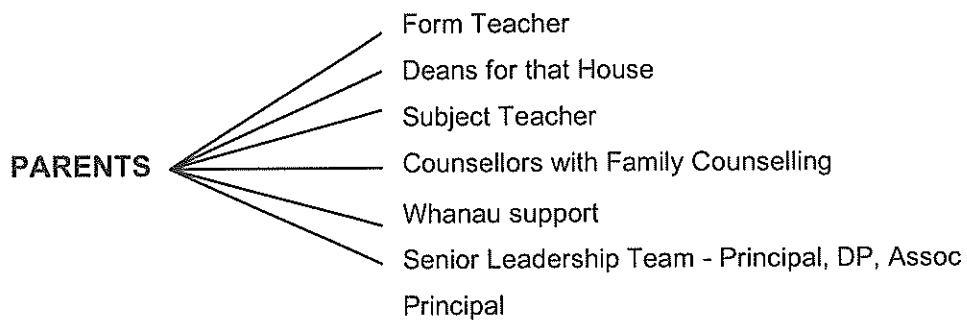 Form Teacher
Deans for that House
Subject Teacher
PARENTS
Counsellors with Family Counselling
Whanau support
Senior Leadership Team - Principal, DP, Assoc
Principal